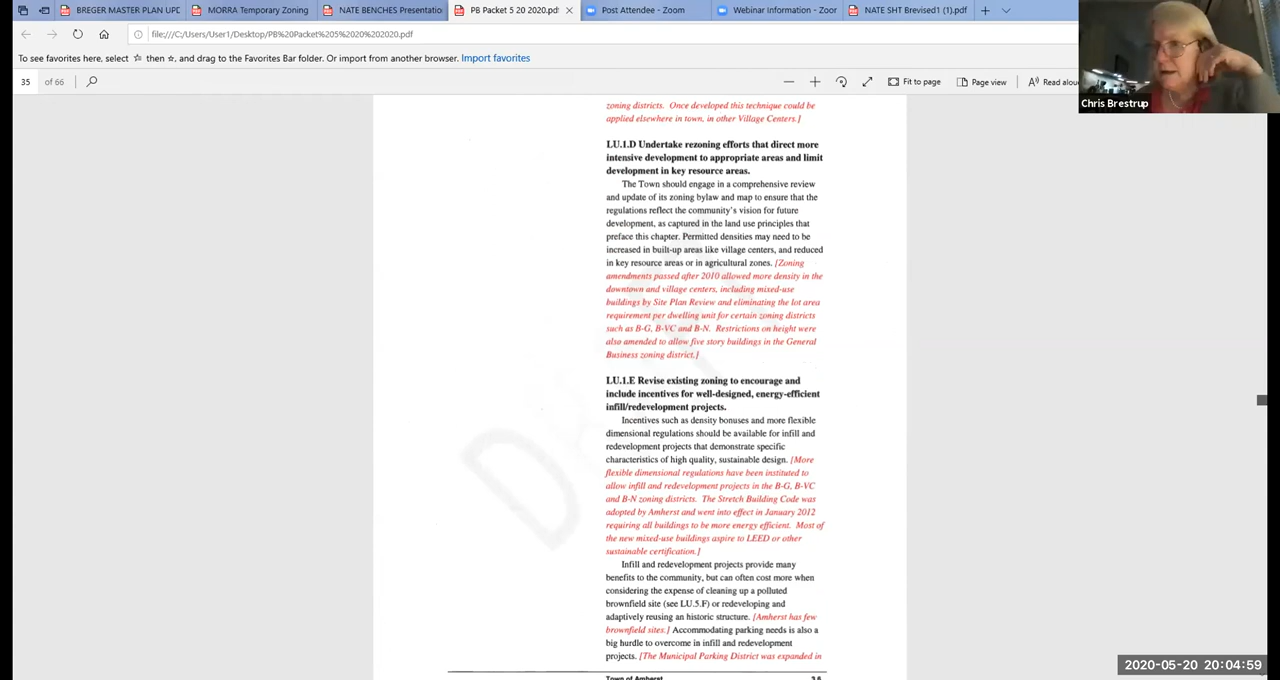 BREGER MASTER PLAN UPD
MORRA Temporary Zoning
NATE BENCHES Presentatio
PB Packet 5 20 2020.pdf
Post Attendee - Zoom
Webinar Information - Zoor
NATE SHT Brevised1 (1).pdf
file:///C:/Users/User1/Desktop/PB%20Packet%205%2020%202020.pdf
To see favorites here, select then, and drag to the Favorites Bar folder. Or import from another browser. Import favorites
35 of 66
Fit to page
Page view
Read alou
Chris Brestrup
zoning districts. Once developed this technique could be
applied elsewhere in town, in other Village Centers.]
LU.1.D Undertake rezoning efforts that direct more
intensive development to appropriate areas and limit
development in key resource areas.
The Town should engage in a comprehensive review
and update of its zoning bylaw and map to ensure that the
regulations reflect the community's vision for future
development, as captured in the land use principles that
preface this chapter. Permitted densities may need to be
increased in built-up areas like village centers, and reduced
in key resource areas or in agricultural zones. [Zoning
amendments passed after 2010 allowed more density in the
downtown and village centers, including mixed-use
buildings by Site Plan Review and eliminating the lot area
requirement per dwelling unit for certain zoning districts
such as B-G, B-VC and B-N. Restrictions on height were
also amended to allow five story buildings in the General
Business zoning district.]
LU.1.E Revise existing zoning to encourage and
include incentives for well-designed, energy-efficient
infill/redevelopment projects.
Incentives such as density bonuses and more flexible
dimensional regulations should be available for infill and
redevelopment projects that demonstrate specific
characteristics of high quality, sustainable design. [More
flexible dimensional regulations have been instituted to
allow infill and redevelopment projects in the B-G, B-VC
and B-N zoning districts. The Stretch Building Code was
adopted by Amherst and went into effect in January 2012
requiring all buildings to be more energy efficient. Most of
the new mixed-use buildings aspire to LEED or other
sustainable certification.]
Infill and redevelopment projects provide many
benefits to the community, but can often cost more when
considering the expense of cleaning up a polluted
brownfield site (see LU.5.F) or redeveloping and
adaptively reusing an historic structure. [Amherst has few
brownfield sites.] Accommodating parking needs is also a
big hurdle to overcome in infill and redevelopment
projects. [The Municipal Parking District was expanded in
Town of Amherst 3.6
2020-05-20 20:04:59